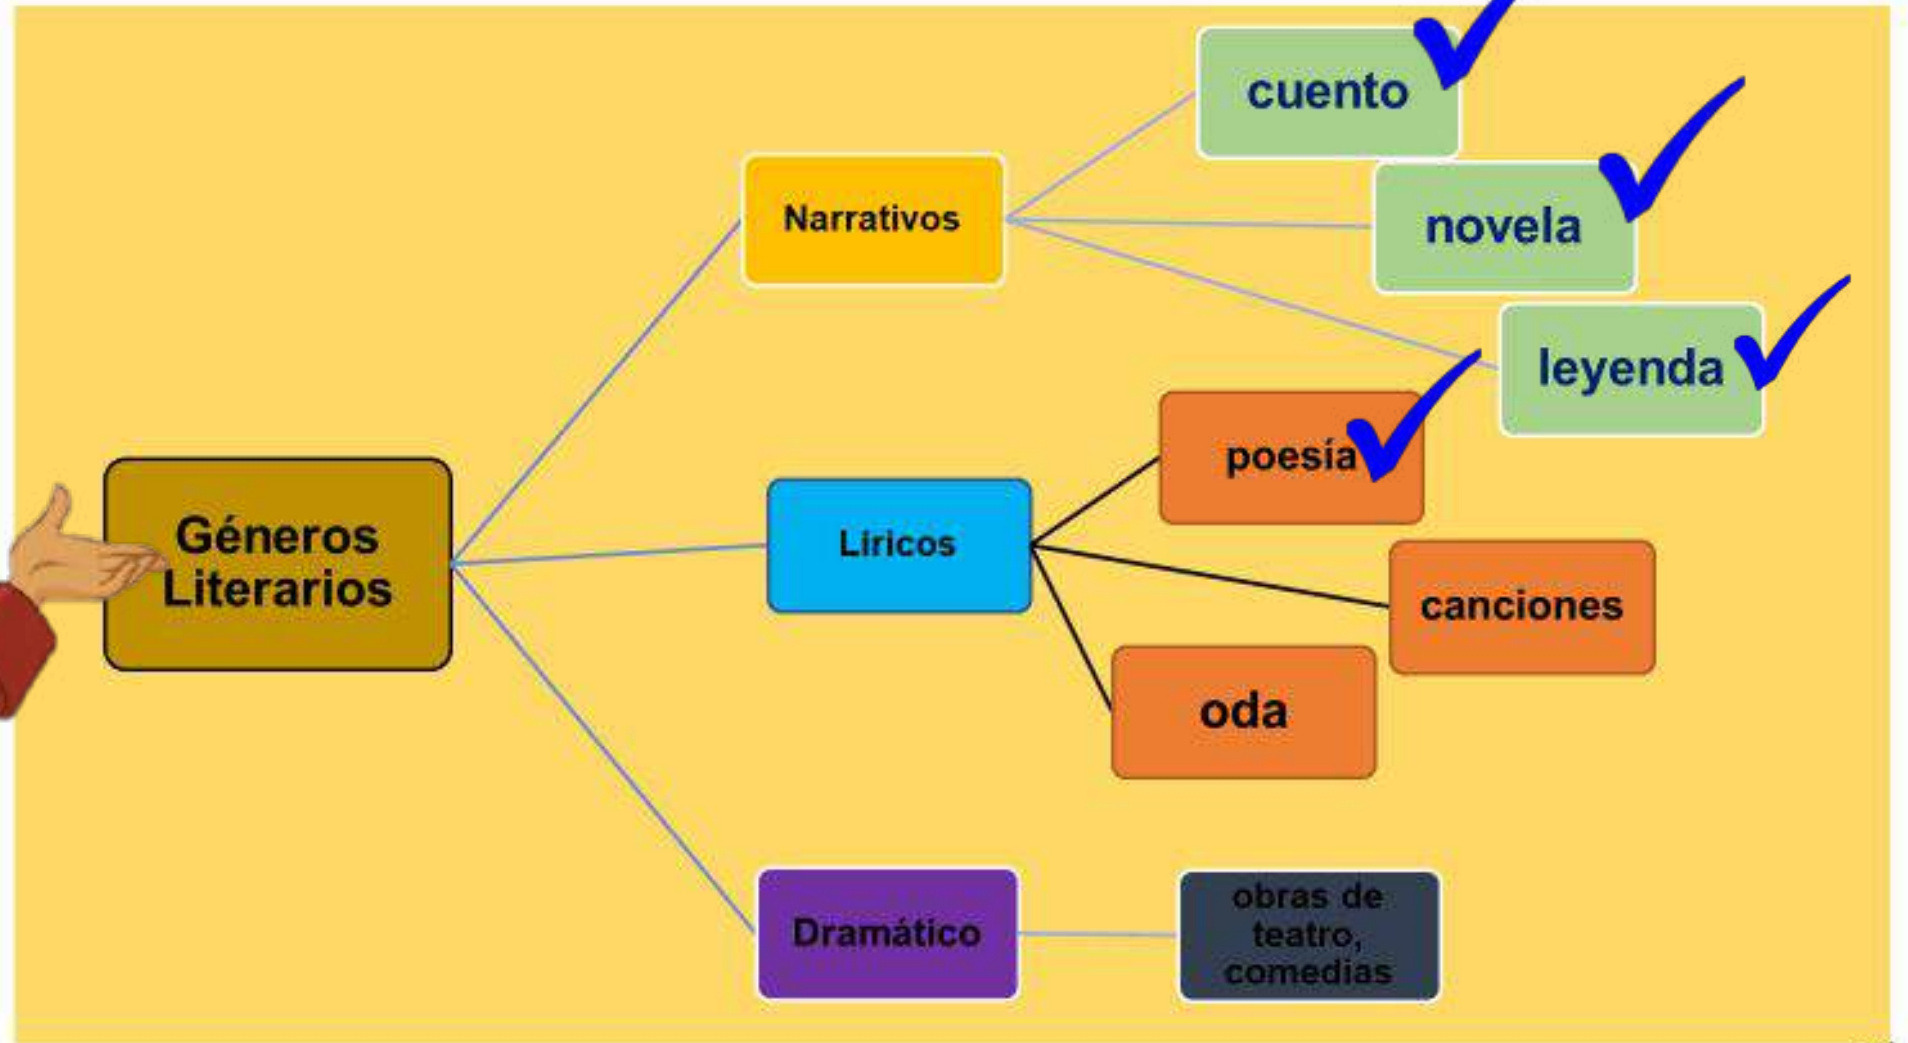 cuento
novela
Narrativos
leyenda
poesía
Géneros
Literarios
Líricos
canciones
oda
Dramático
obras de
teatro,
comedias